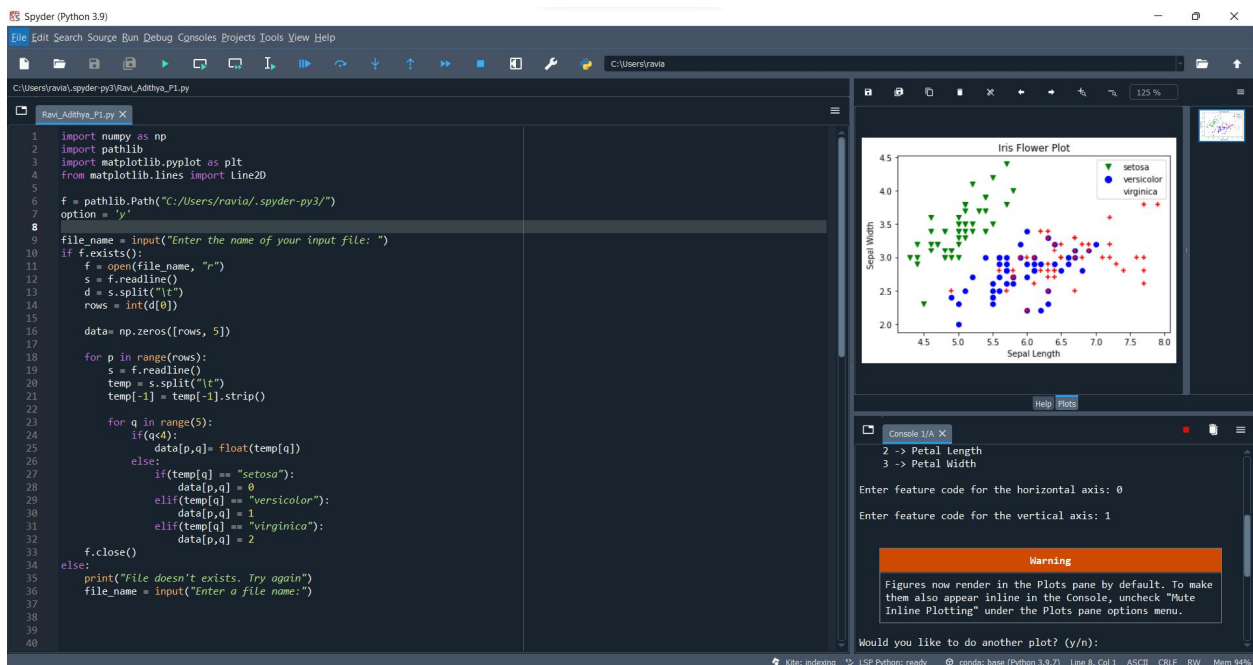 Spyder (Python 3.9)
File Edit Search Source Run Debug Consoles Projects Tools View Help
C:\Users\ravia
C:\Users\ravia\.spyder-py3\Ravi_Adithya_P1.py
Ravi_Adithya_P1.py
1 import numpy as np
2 import pathlib
3 import matplotlib.pyplot as plt
4 from matplotlib.lines import Line2D
5
6 f = pathlib.Path("C:/Users/ravia/.spyder-py3/")
7 option = 'y'
8
9 file_name = input("Enter the name of your input file: ")
10 if f.exists():
11     f = open(file_name, "r")
12     s = f.readline()
13     d = s.split("\t")
14     rows = int(d[0])
15
16     data= np.zeros([rows, 5])
17
18     for p in range(rows):
19         s = f.readline()
20         temp = s.split("\t")
21         temp[-1] = temp[-1].strip()
22
23         for q in range(5):
24             if(q<4):
25                 data[p,q]= float(temp[q])
26             else:
27                 if(temp[q] == "setosa"):
28                     data[p,q] = 0
29                 elif(temp[q] == "versicolor"):
30                     data[p,q] = 1
31                 elif(temp[q] == "virginica"):
32                     data[p,q] = 2
33     f.close()
34 else:
35     print("File doesn't exists. Try again")
36     file_name = input("Enter a file name:")
37
38
39
40
125 %
Iris Flower Plot
setosa
versicolor
virginica
4.5
4.0
3.5
3.0
2.5
2.0
Sepal Width
4.5 5.0 5.5 6.0 6.5 7.0 7.5 8.0
Sepal Length
Help Plots
Console 1/A
2 -> Petal Length
3 -> Petal Width
Enter feature code for the horizontal axis: 0
Enter feature code for the vertical axis: 1
Warning
Figures now render in the Plots pane by default. To make
them also appear inline in the Console, uncheck "Mute
Inline Plotting" under the Plots pane options menu.
Would you like to do another plot? (y/n):
Kite: indexing LSP Python: ready conda: base (Python 3.9.7) Line 8, Col 1 ASCII CRLF RW Mem 94%